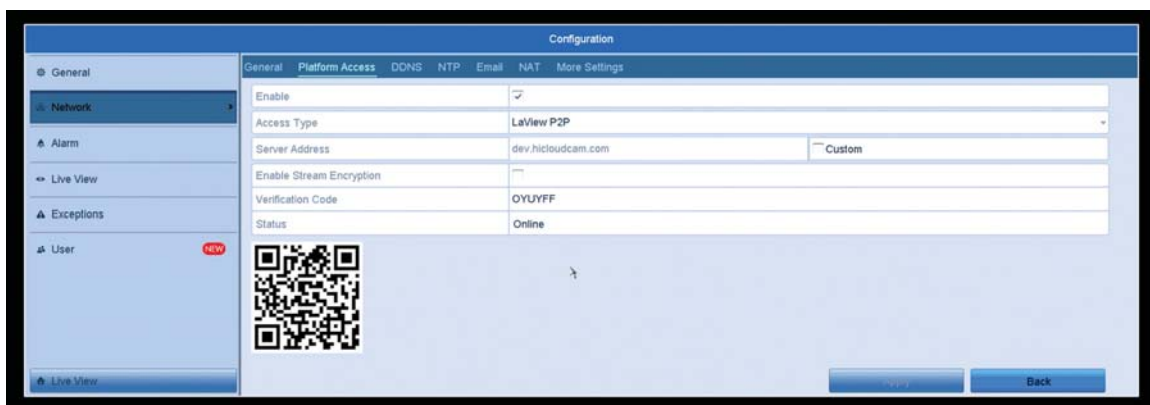 Configuration
General
Network
Alarm
Live View
Exceptions
User NEW
Live View
General Platform Access DDNS NTP Email NAT More Settings
Enable
Access Type LaView P2P
Server Address dev.hicloudcam.com Custom
Enable Stream Encryption
Verification Code OYUYFF
Status Online
Apply Back